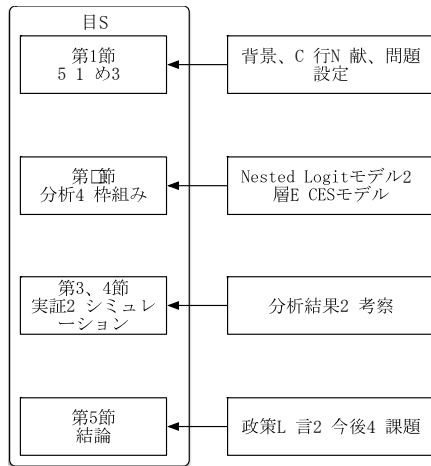 目S
第1節
5 1 め3
背景、C 行N 献、問題
設定
第□節
分析4 枠組み
Nested Logitモデル2
層E CESモデル
第3、4節
実証2 シミュレ
ーション
分析結果2 考察
第5節
結論
政策L 言2 今後4 課題